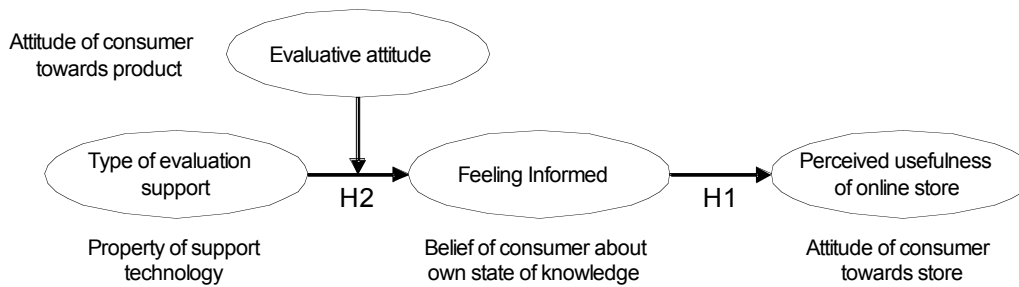 Attitude of consumer
towards product
Evaluative attitude
Type of evaluation
support
H2
Feeling Informed
H1
Perceived usefulness
of online store
Property of support
technology
Belief of consumer about
own state of knowledge
Attitude of consumer
towards store